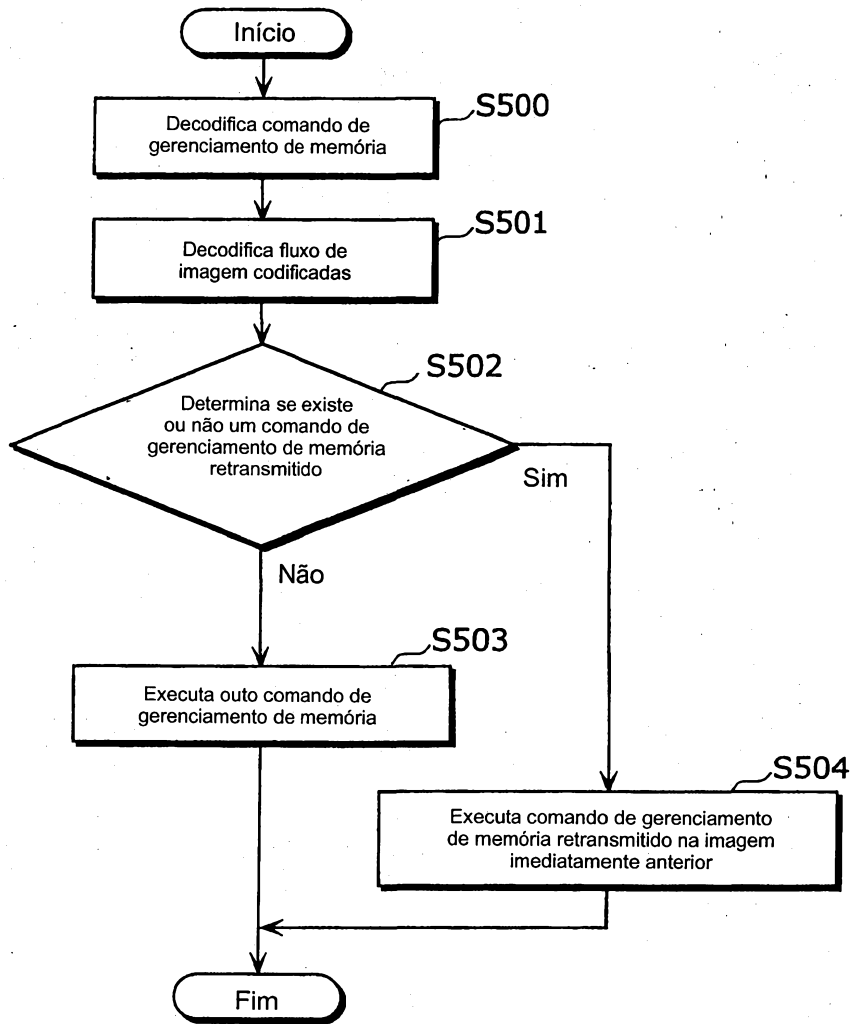 Início
S500
Decodifica comando de
gerenciamento de memória
S501
Decodifica fluxo de
imagem codificadas
S502
Determina se existe
ou não um comando de
gerenciamento de memória
retransmitido
Sim
Não
S503
Executa outo comando de
gerenciamento de memória
S504
Executa comando de gerenciamento
de memória retransmitido na imagem
imediatamente anterior
Fim